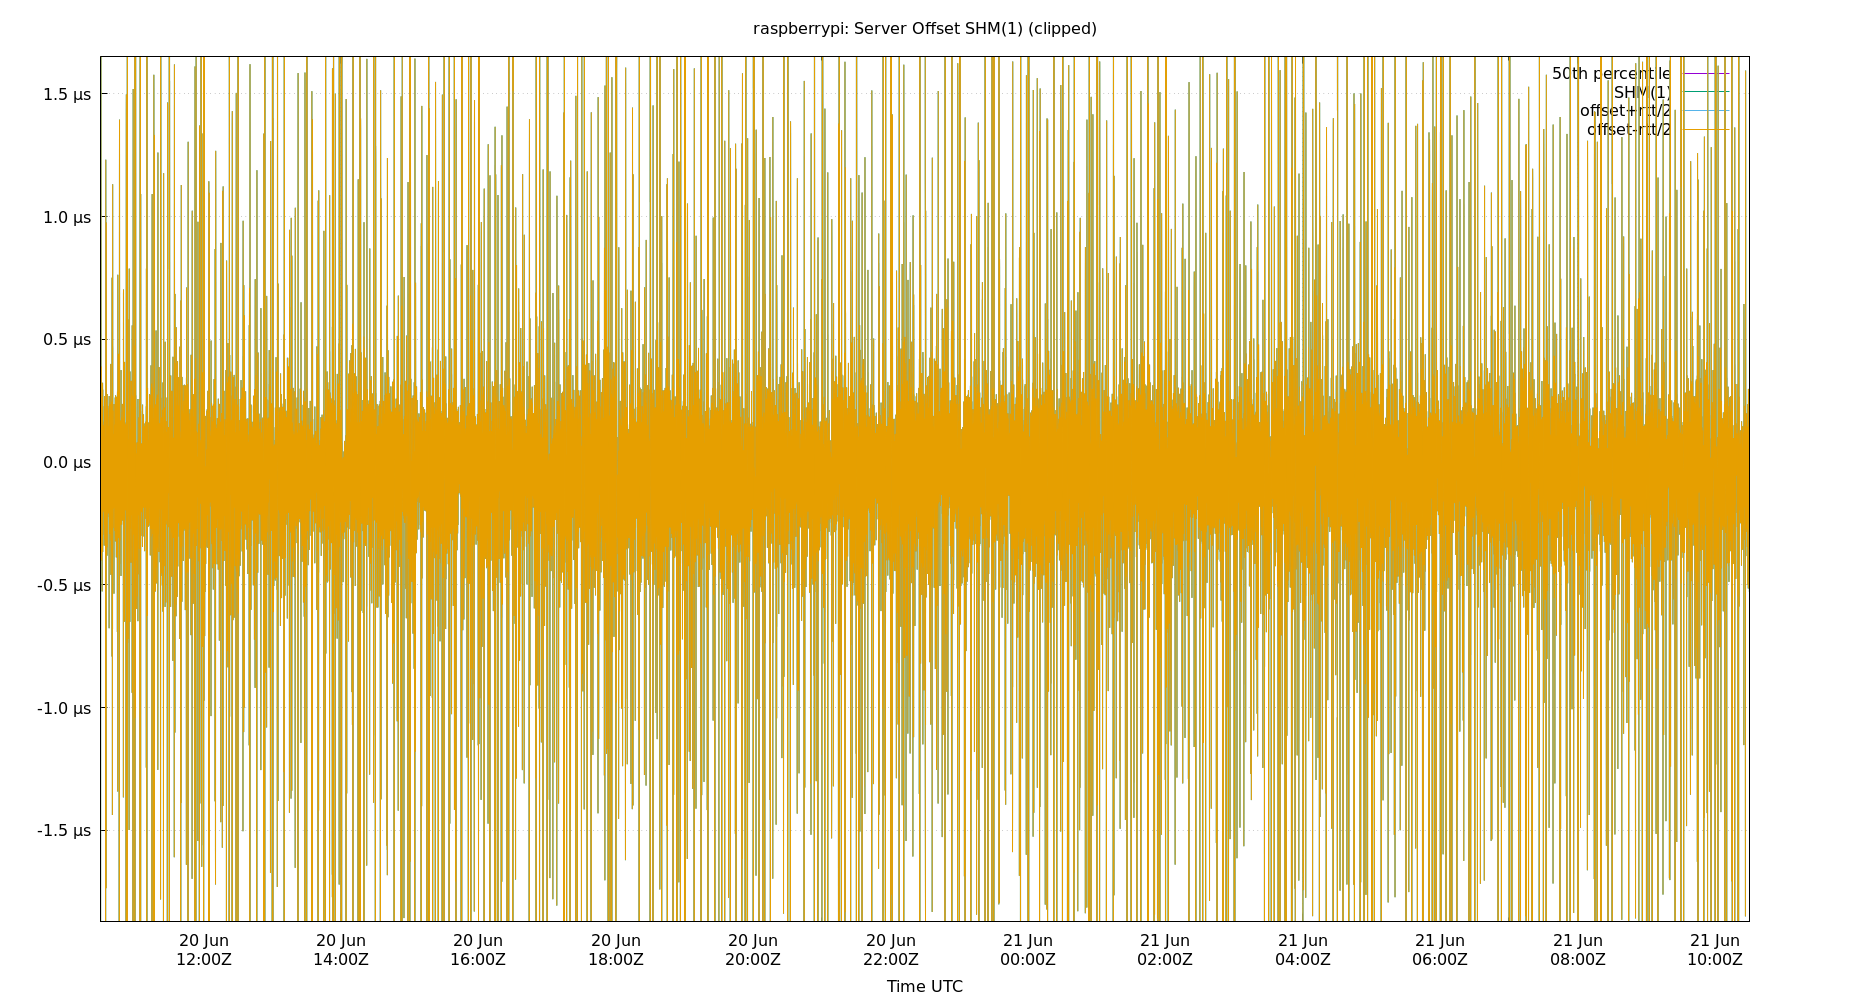 raspberrypi: Server Offset SHM(1) (clipped)
50th percentile
SHM(1)
offset+rtt/2
offset-rtt/2
1.5 µs
1.0 µs
0.5 µs
0.0 µs
-0.5 µs
-1.0 µs
-1.5 µs
20 Jun 20 Jun 20 Jun 20 Jun 20 Jun 20 Jun 21 Jun 21 Jun 21 Jun 21 Jun 21 Jun 21 Jun
12:00Z 14:00Z 16:00Z 18:00Z 20:00Z 22:00Z 00:00Z 02:00Z 04:00Z 06:00Z 08:00Z 10:00Z
Time UTC